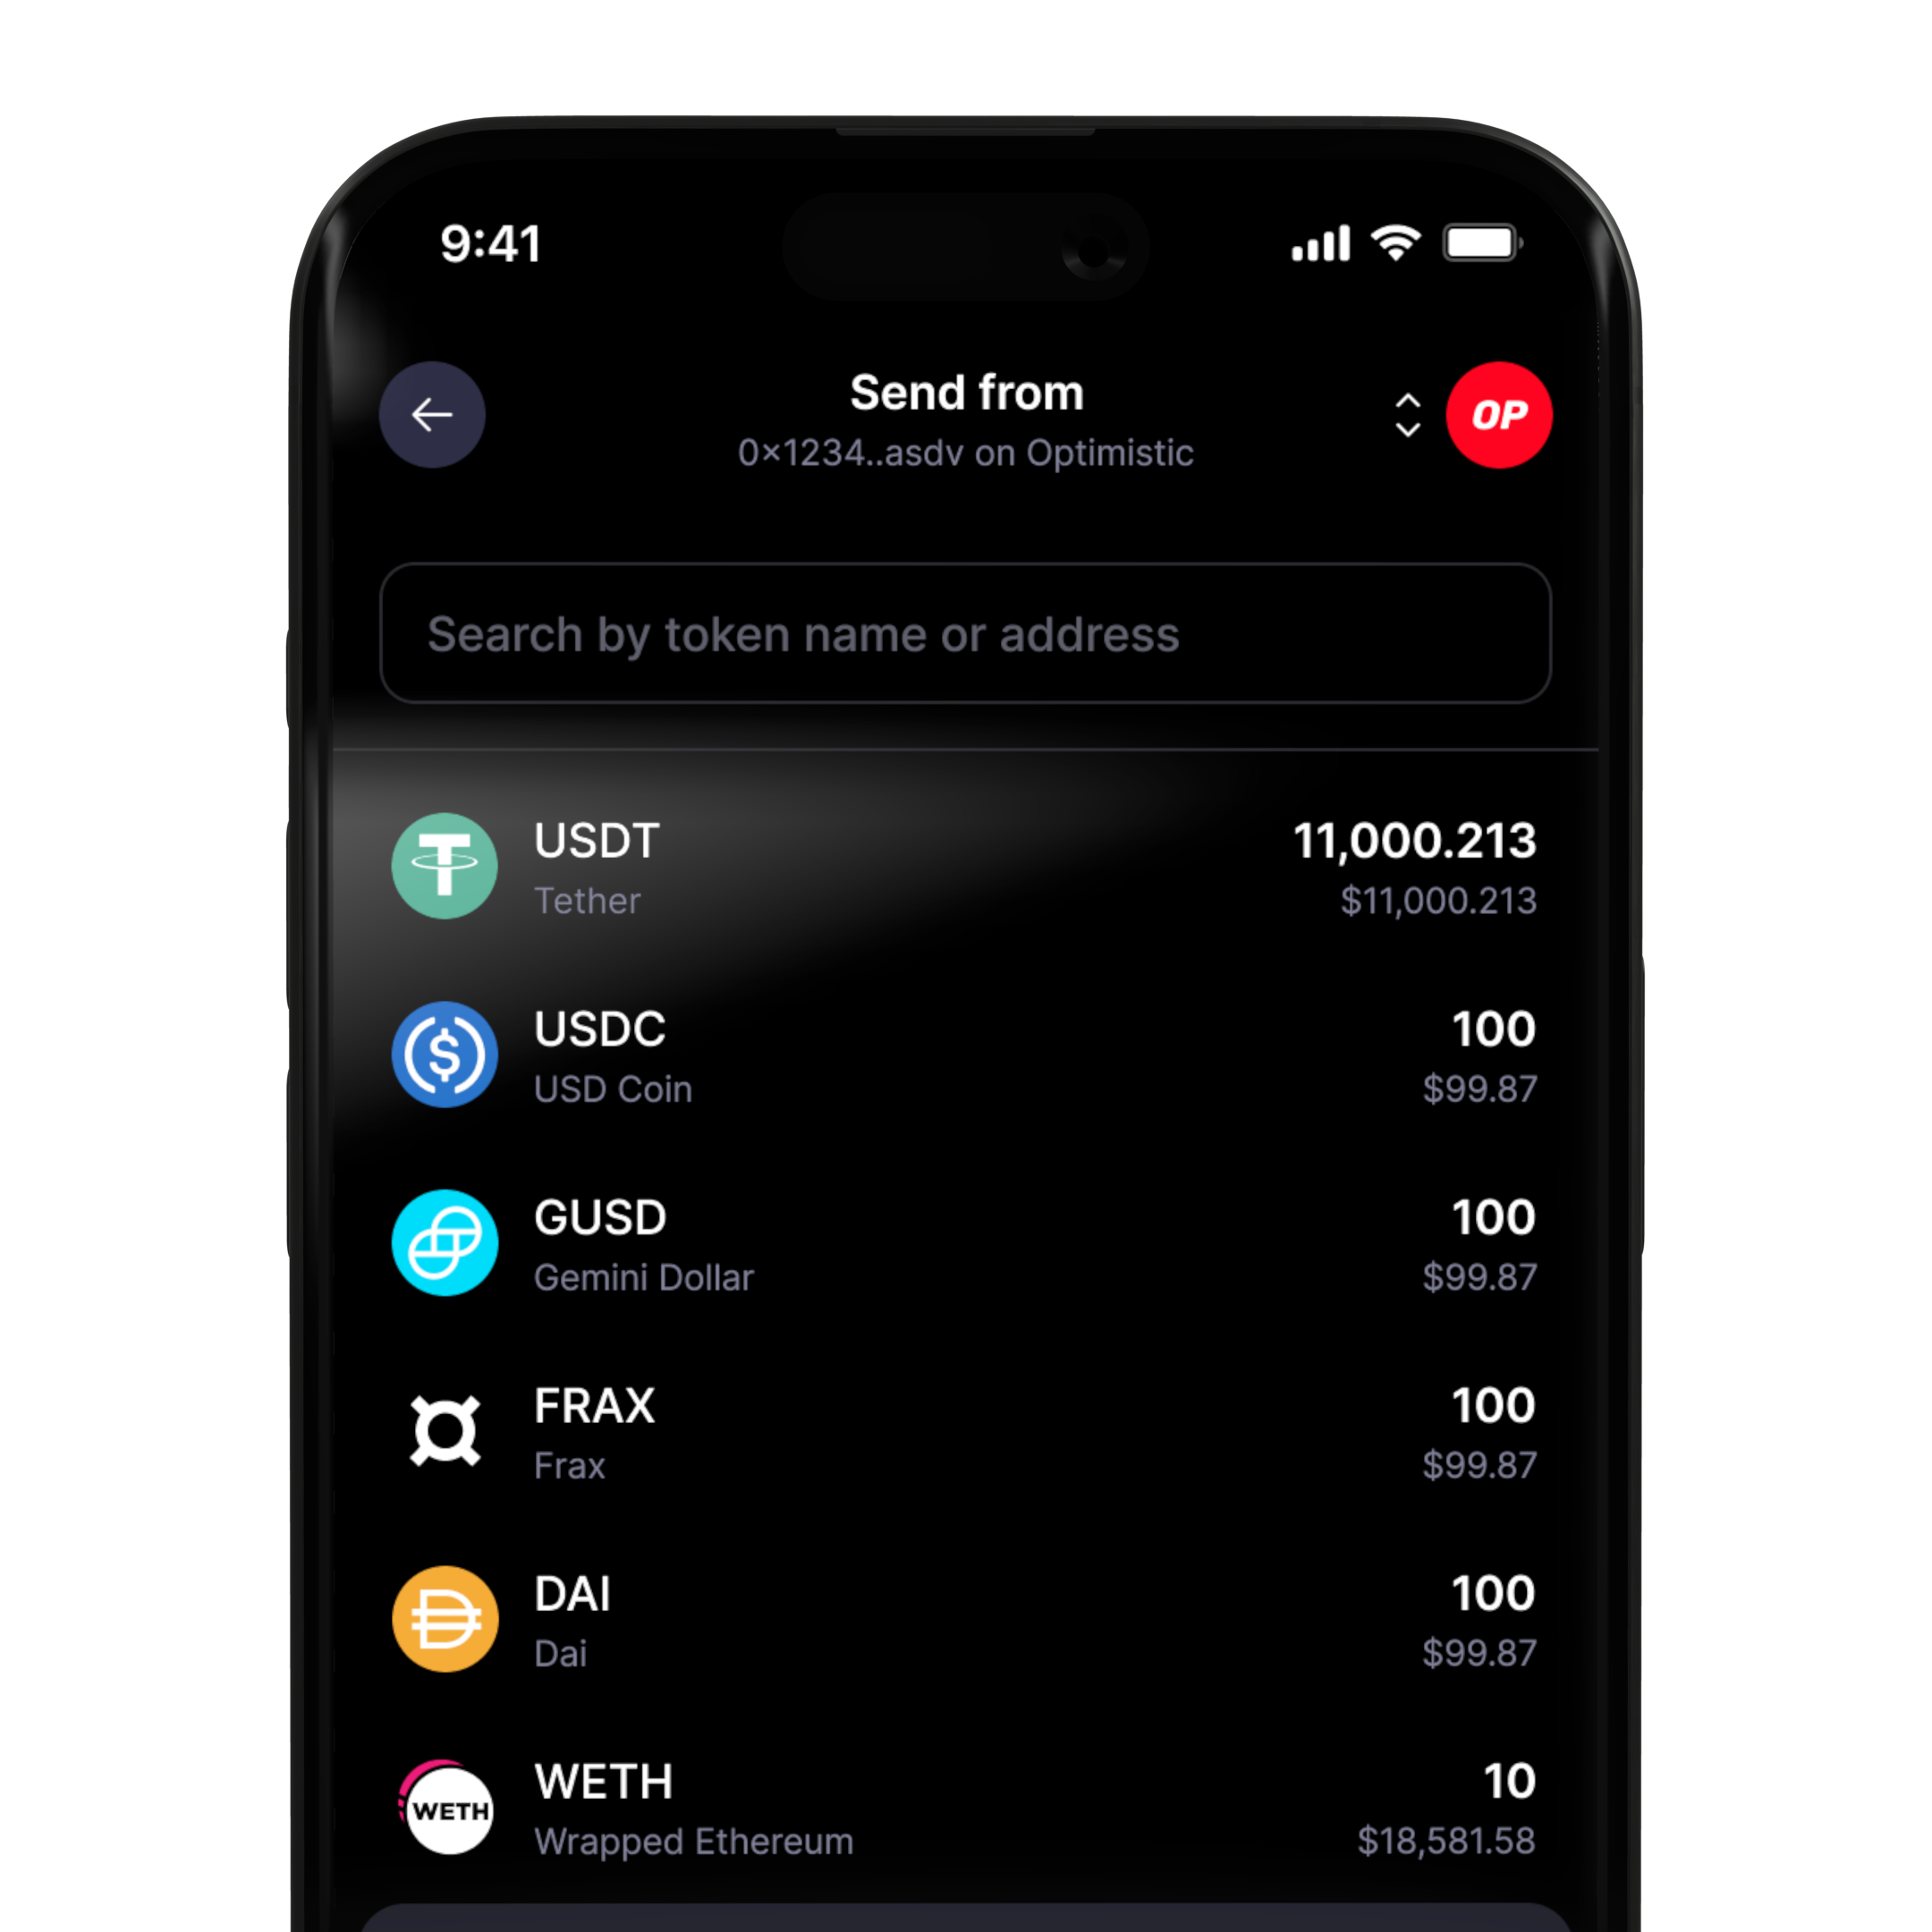 9:41
Send from
0×1234..asdv on Optimistic
OP
Search by token name or address
USDT
11,000.213
Tether
$11,000.213
USDC
100
USD Coin
$99.87
GUSD
100
Gemini Dollar
$99.87
FRAX
100
Frax
$99.87
DAI
100
Dai
$99.87
WETH
WETH
10
Wrapped Ethereum
$18,581.58